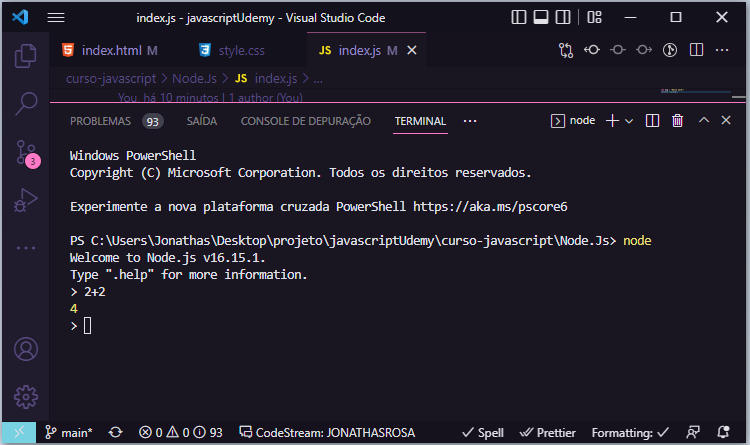 index.js - javascriptUdemy - Visual Studio Code
index.html M style.css JS index.js M
curso-javascript > Node.Js > JS index.js > ...
You, há 10 minutos | 1 author (You)
PROBLEMAS 93 SAÍDA CONSOLE DE DEPURAÇÃO TERMINAL ... node
Windows PowerShell
Copyright (C) Microsoft Corporation. Todos os direitos reservados.
Experimente a nova plataforma cruzada PowerShell https://aka.ms/pscore6
PS C:\Users\Jonathas\Desktop\projeto\javascriptUdemy\curso-javascript\Node.Js> node
Welcome to Node.js v16.15.1.
Type ".help" for more information.
> 2+2
4
>
3
main* 0 0 93 CodeStream: JONATHASROSA Spell Prettier Formatting: